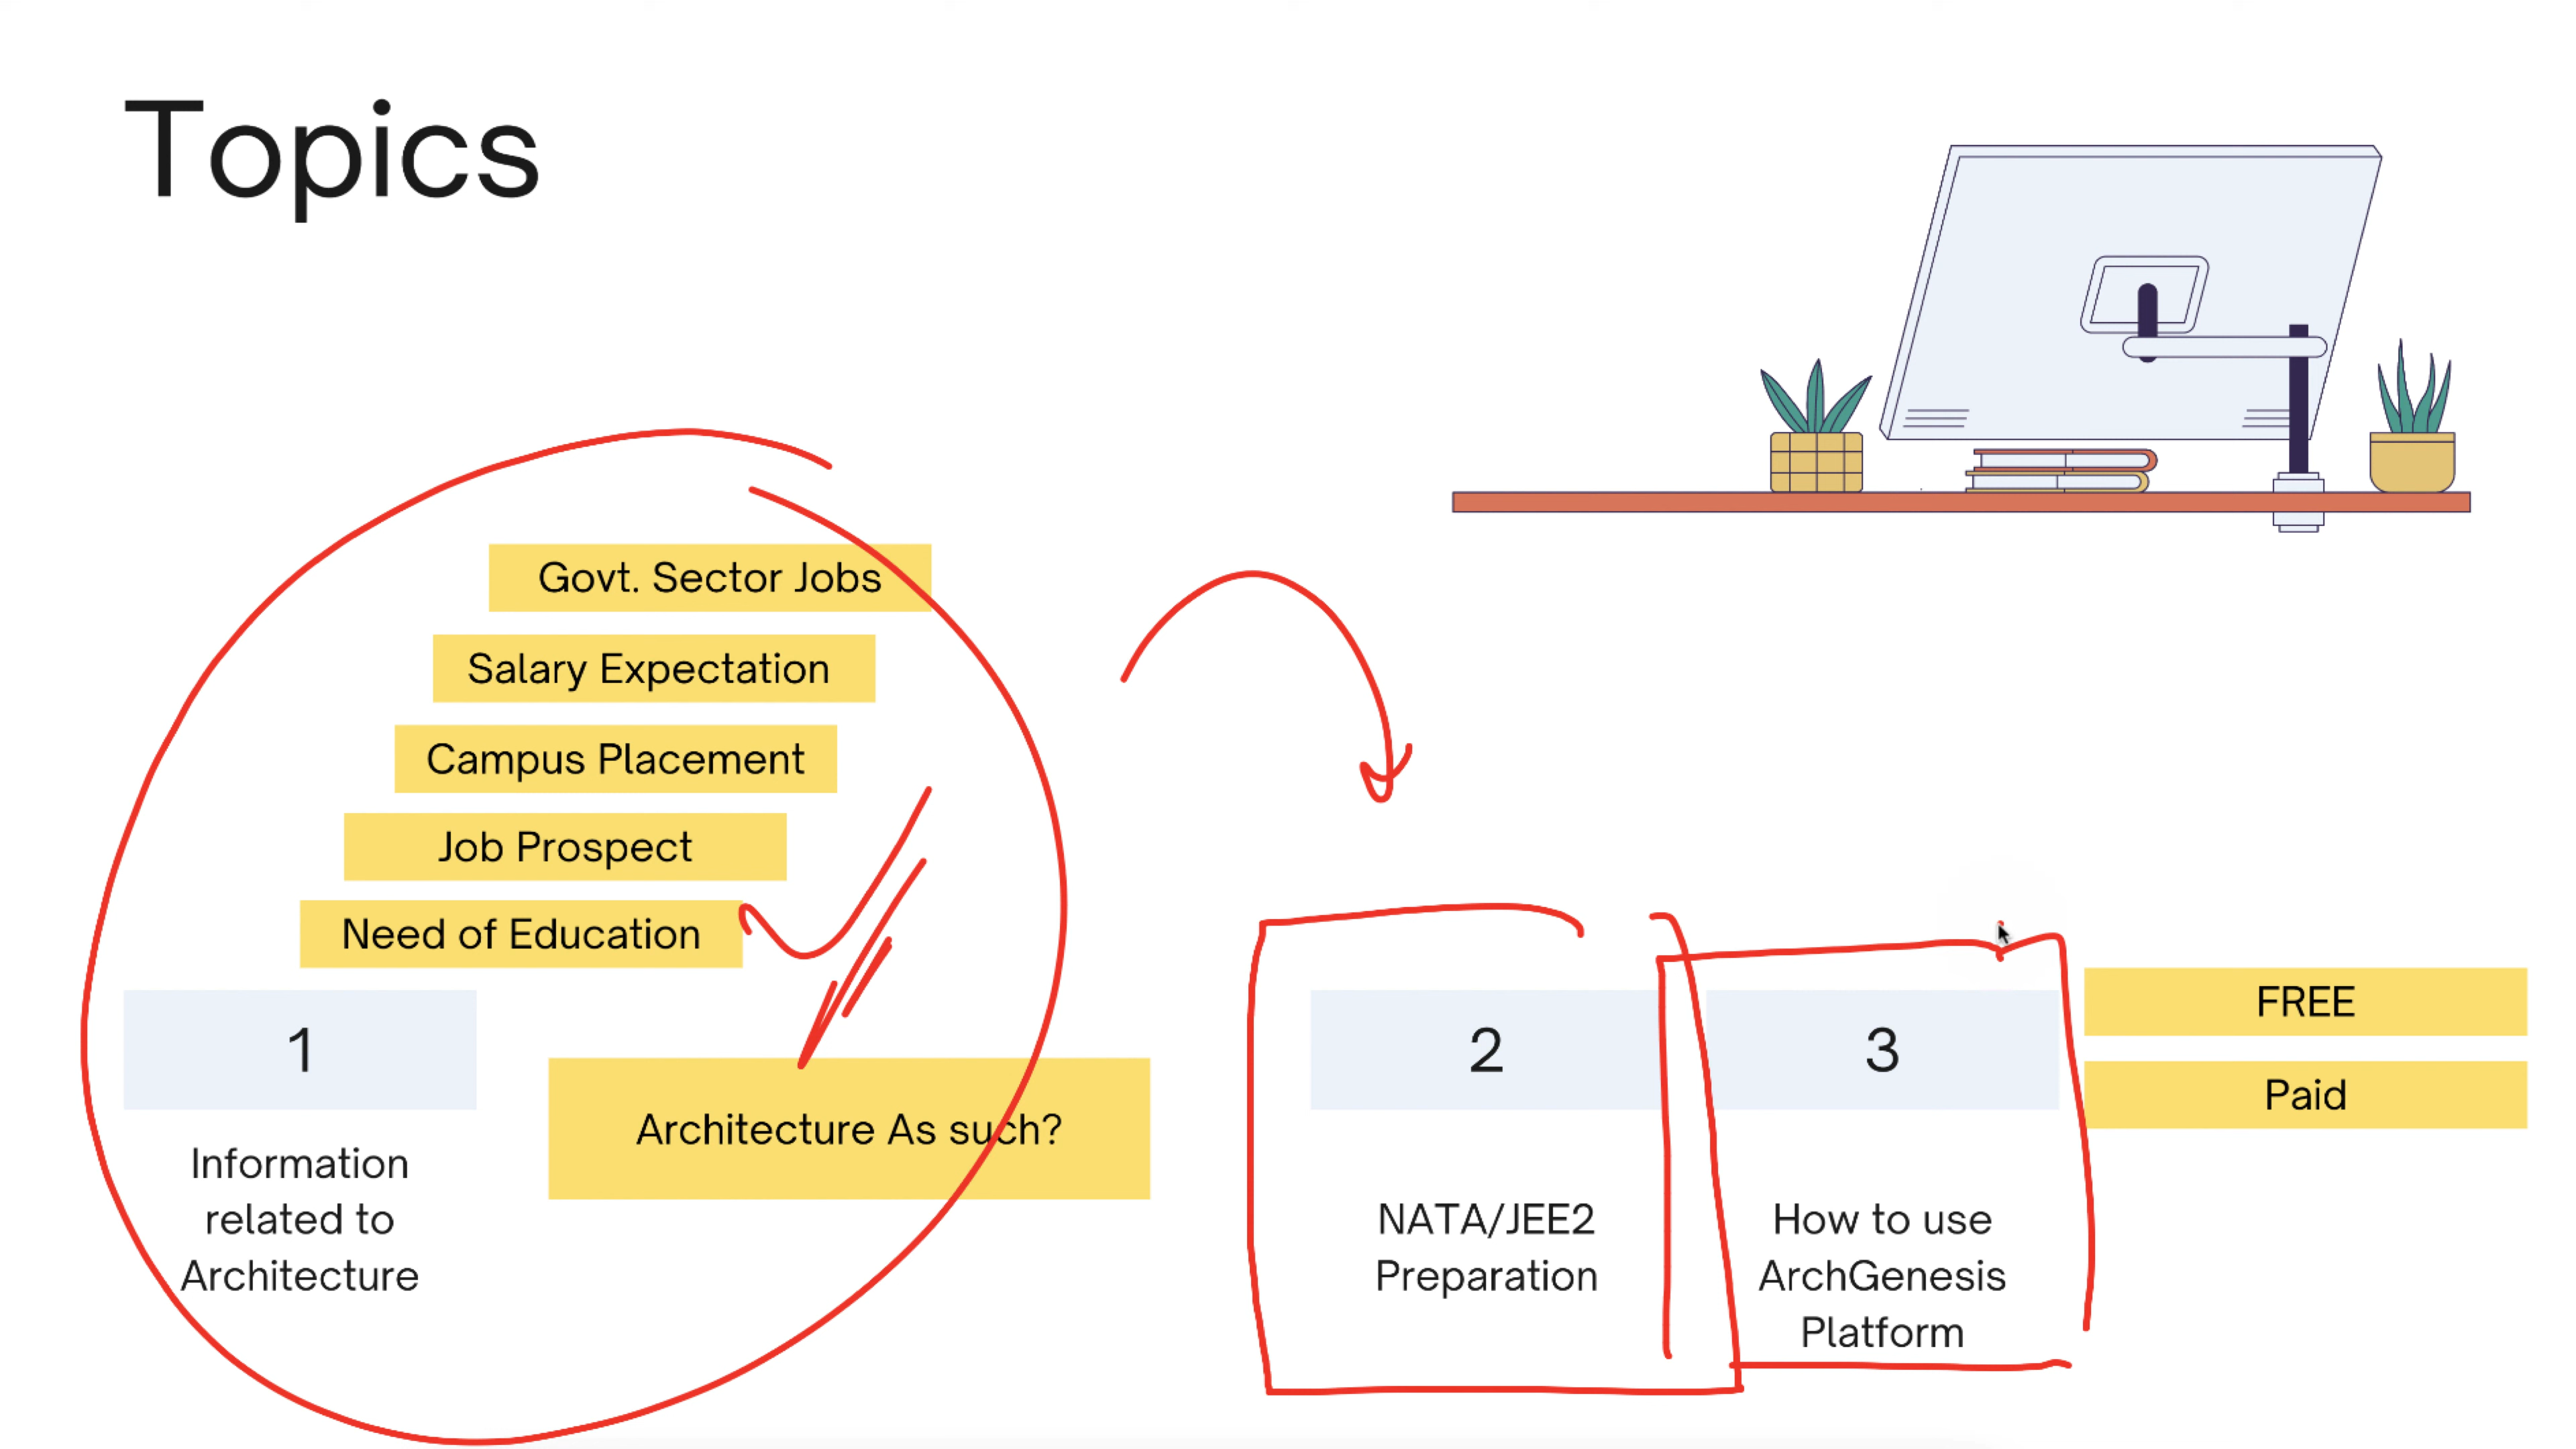 Topics
Govt. Sector Jobs
Salary Expectation
Campus Placement
Job Prospect
Need of Education
1
Information
related to
Architecture
Architecture As such?
2
NATA/JEE2
Preparation
3
How to use
ArchGenesis
Platform
FREE
Paid